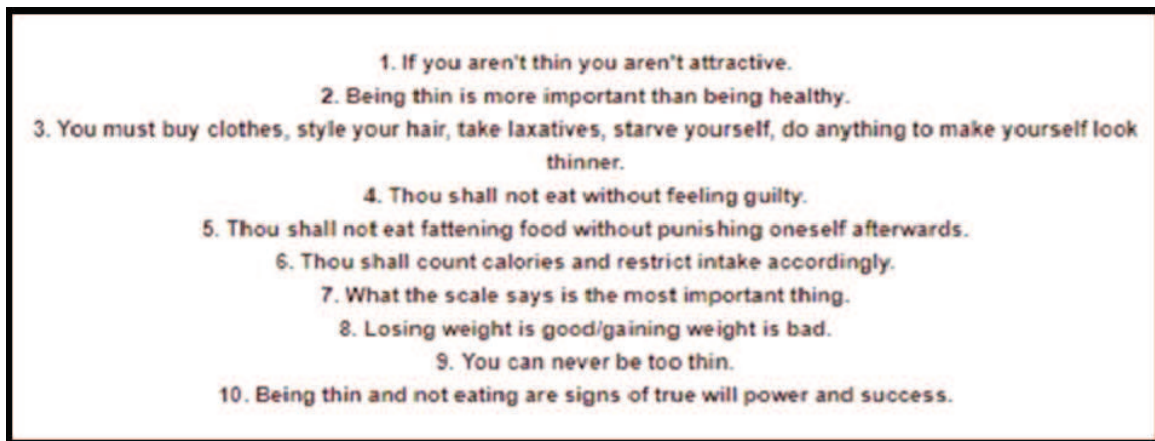 1. If you aren't thin you aren't attractive.
2. Being thin is more important than being healthy.
3. You must buy clothes, style your hair, take laxatives, starve yourself, do anything to make yourself look
thinner.
4. Thou shall not eat without feeling guilty.
5. Thou shall not eat fattening food without punishing oneself afterwards.
6. Thou shall count calories and restrict intake accordingly.
7. What the scale says is the most important thing.
8. Losing weight is good/gaining weight is bad.
9. You can never be too thin.
10. Being thin and not eating are signs of true will power and success.